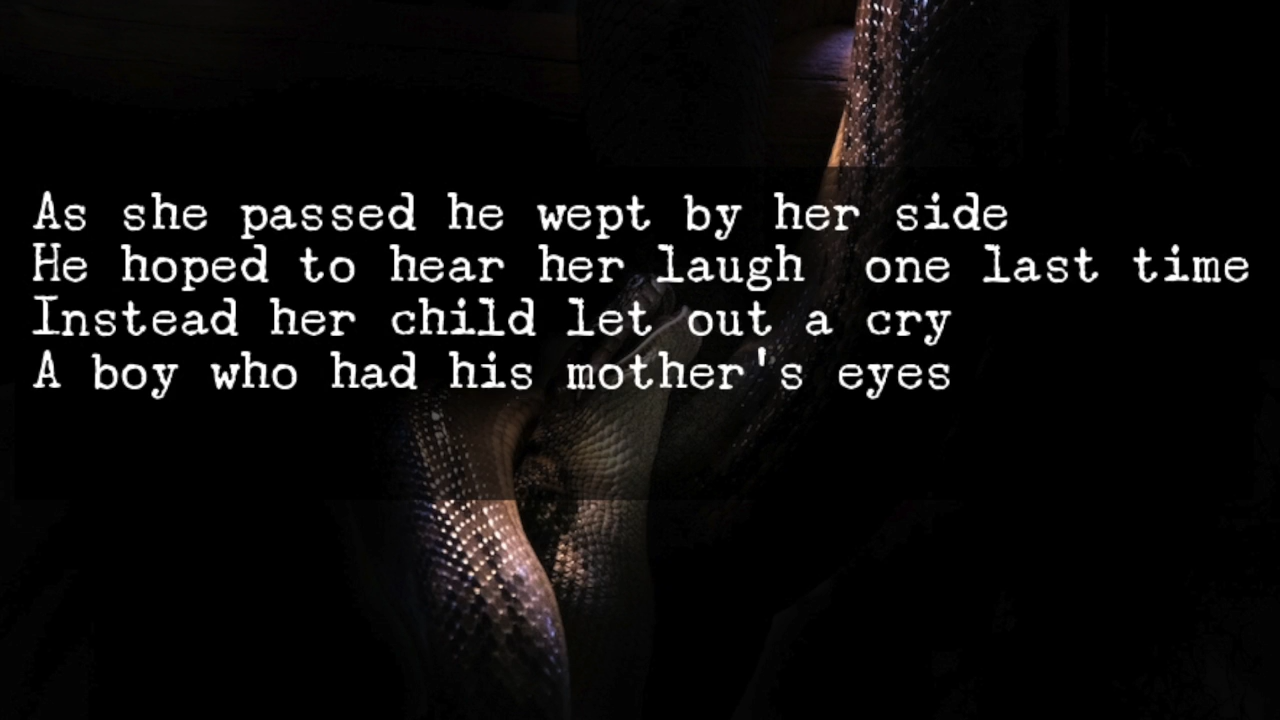 As she passed he wept by her side
He hoped to hear her laugh  one last time
Instead her child let out a cry
A boy who had his mother's eyes